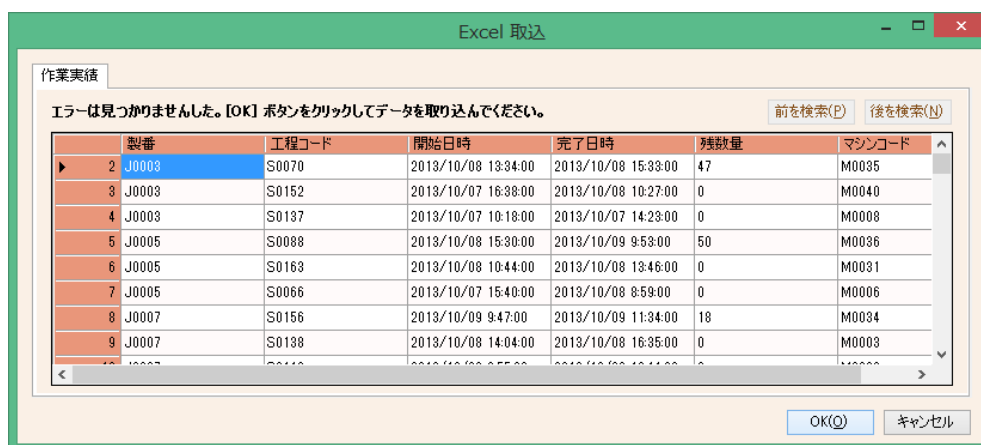 Excel 取込
作業実績
エラーは見つかりませんした。[OK] ボタンをクリックしてデータを取り込んでください。 前を検索(P) 後を検索(N)
製番 工程コード 開始日時 完了日時 残数量 マシンコード
2 J0003 S0070 2013/10/08 13:34:00 2013/10/08 15:33:00 47 M0035
3 J0003 S0152 2013/10/07 16:38:00 2013/10/08 10:27:00 0 M0040
4 J0003 S0137 2013/10/07 10:18:00 2013/10/07 14:23:00 0 M0008
5 J0005 S0088 2013/10/08 15:30:00 2013/10/09 9:53:00 50 M0036
6 J0005 S0163 2013/10/08 10:44:00 2013/10/08 13:46:00 0 M0031
7 J0005 S0066 2013/10/07 15:40:00 2013/10/08 8:59:00 0 M0006
8 J0007 S0156 2013/10/09 9:47:00 2013/10/09 11:34:00 18 M0034
9 J0007 S0138 2013/10/08 14:04:00 2013/10/08 16:35:00 0 M0003
OK(O) キャンセル